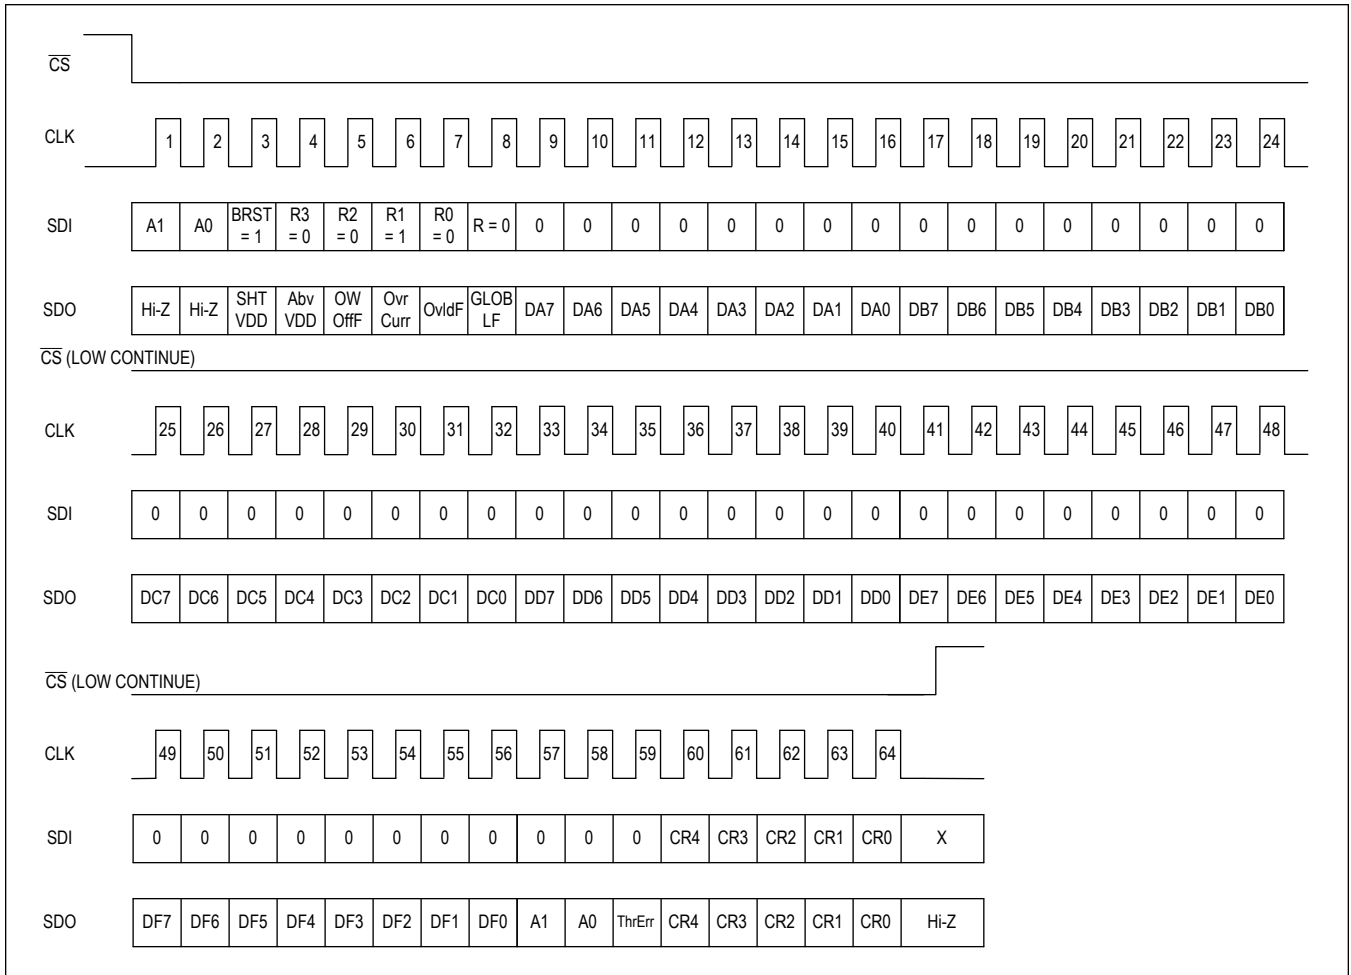 CS
CLK 1 2 3 4 5 6 7 8 9 10 11 12 13 14 15 16 17 18 19 20 21 22 23 24
SDI A1 A0 BRST = 1 R3 = 0 R2 = 0 R1 = 1 R0 = 0 R = 0 0 0 0 0 0 0 0 0 0 0 0 0 0 0 0 0
SDO Hi-Z Hi-Z SHT VDD Abv VDD OW OffF Ovr Curr OvldF GLOB LF DA7 DA6 DA5 DA4 DA3 DA2 DA1 DA0 DB7 DB6 DB5 DB4 DB3 DB2 DB1 DB0
CS (LOW CONTINUE)
CLK 25 26 27 28 29 30 31 32 33 34 35 36 37 38 39 40 41 42 43 44 45 46 47 48
SDI 0 0 0 0 0 0 0 0 0 0 0 0 0 0 0 0 0 0 0 0 0 0 0 0
SDO DC7 DC6 DC5 DC4 DC3 DC2 DC1 DC0 DD7 DD6 DD5 DD4 DD3 DD2 DD1 DD0 DE7 DE6 DE5 DE4 DE3 DE2 DE1 DE0
CS (LOW CONTINUE)
CLK 49 50 51 52 53 54 55 56 57 58 59 60 61 62 63 64
SDI 0 0 0 0 0 0 0 0 0 0 0 CR4 CR3 CR2 CR1 CR0 X
SDO DF7 DF6 DF5 DF4 DF3 DF2 DF1 DF0 A1 A0 ThrErr CR4 CR3 CR2 CR1 CR0 Hi-Z